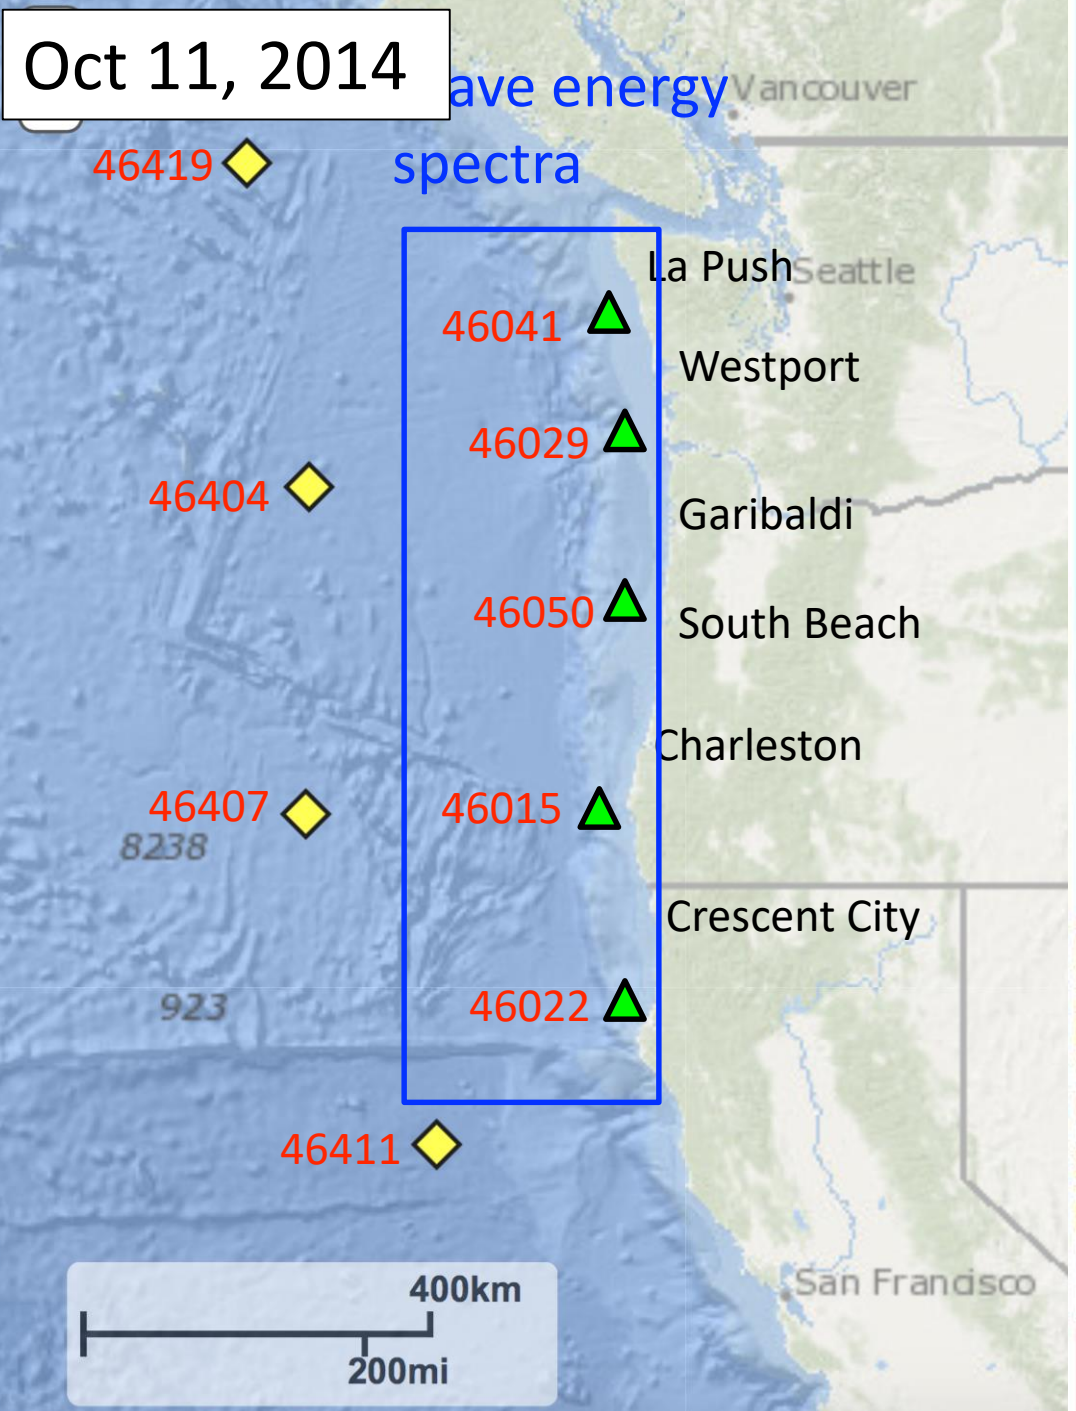 Oct 11, 2014
ave energy
Vancouver
spectra
46419
La Push
Seattle
46041
Westport
46029
46404
Garibaldi
46050
South Beach
Charleston
46407
46015
8238
Crescent City
923
46022
46411
400km
San Francisco
200mi